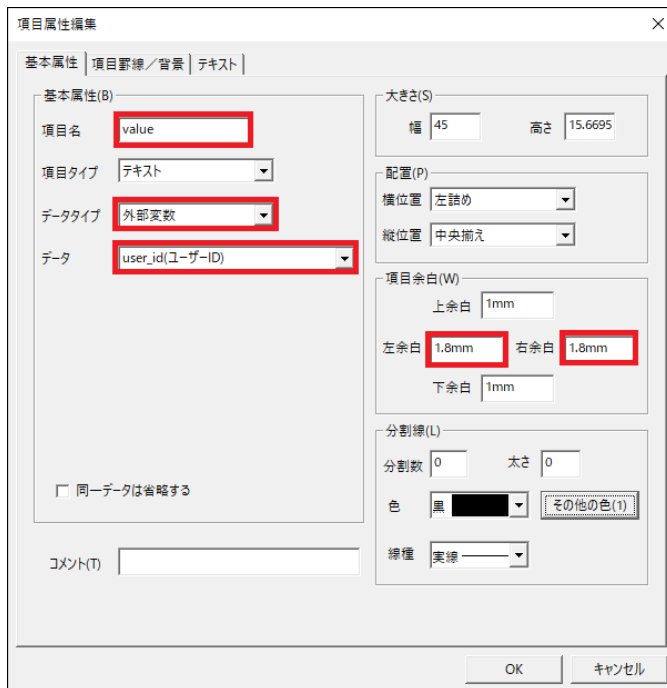 項目属性編集
基本属性 項目罫線／背景 テキスト
基本属性(B)
項目名 value
項目タイプ テキスト
データタイプ 外部変数
データ user_id(ユーザーID)
同一データは省略する
コメント(T)
大きさ(S)
幅 45 高さ 15.6695
配置(P)
横位置 左詰め
縦位置 中央揃え
項目余白(W)
上余白 1mm
左余白 1.8mm 右余白 1.8mm
下余白 1mm
分割線(L)
分割数 0 太さ 0
色 黒 その他の色(1)
線種 実線
OK キャンセル